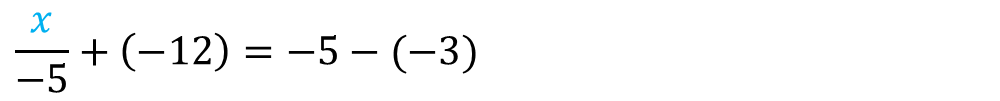 x/−5 + (−12) = −5 − (−3)